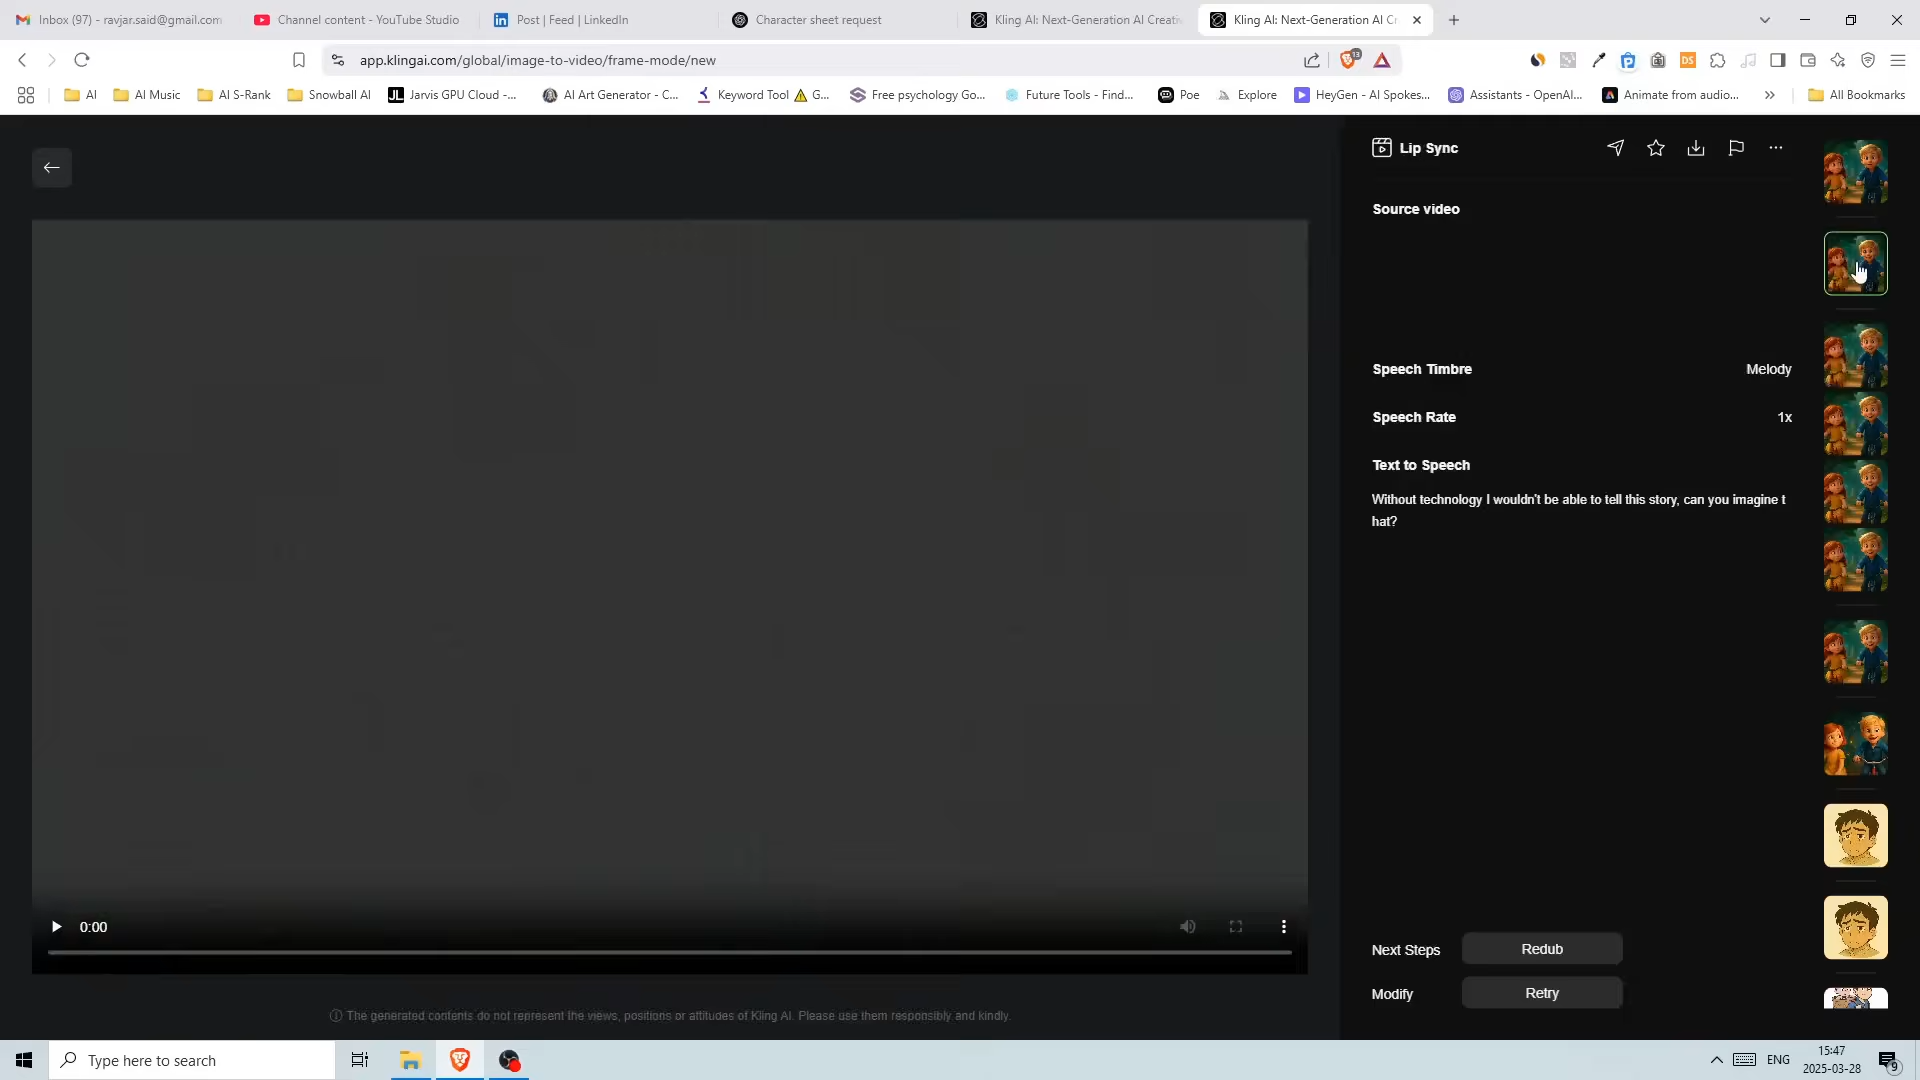 Inbox (97) - ravjar.said@gmail.com
Channel content - YouTube Studio
Post | Feed | LinkedIn
Character sheet request
Kling AI: Next-Generation AI Creati
Kling AI: Next-Generation AI Cr
app.klingai.com/global/image-to-video/frame-mode/new
33
DS
AI
AI Music
AI S-Rank
Snowball AI
JL Jarvis GPU Cloud -...
AI Art Generator - C...
Keyword Tool ⚠ G...
Free psychology Go...
Future Tools - Find...
Poe
Explore
HeyGen - AI Spokes...
Assistants - OpenAI...
Animate from audio...
All Bookmarks
Lip Sync
Source video
Speech Timbre Melody
Speech Rate 1x
Text to Speech
Without technology I wouldn't be able to tell this story, can you imagine t
hat?
0:00
Next Steps Redub
Modify Retry
The generated contents do not represent the views, positions or attitudes of Kling AI. Please use them responsibly and kindly.
Type here to search
ENG
15:47
2025-03-28
9